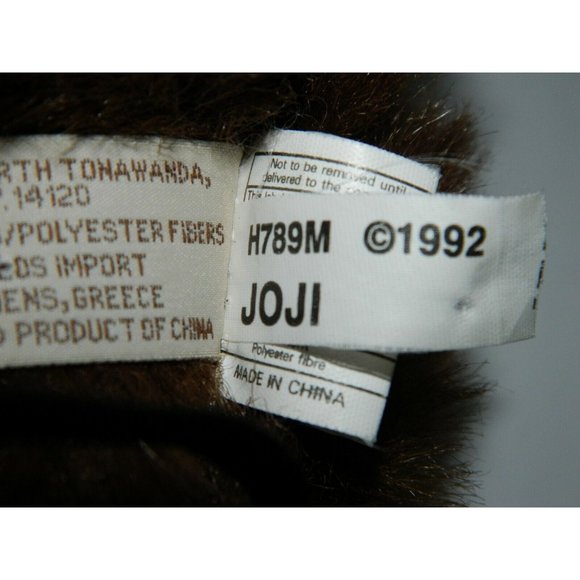 RTH TONAWANDA,
14120
/POLYESTER FIBERS
DS IMPORT
ENS, GREECE
PRODUCT OF CHINA
Not to be removed until
delivered to the
H789M ©1992
JOJI
Polyester fibre
MADE IN CHINA